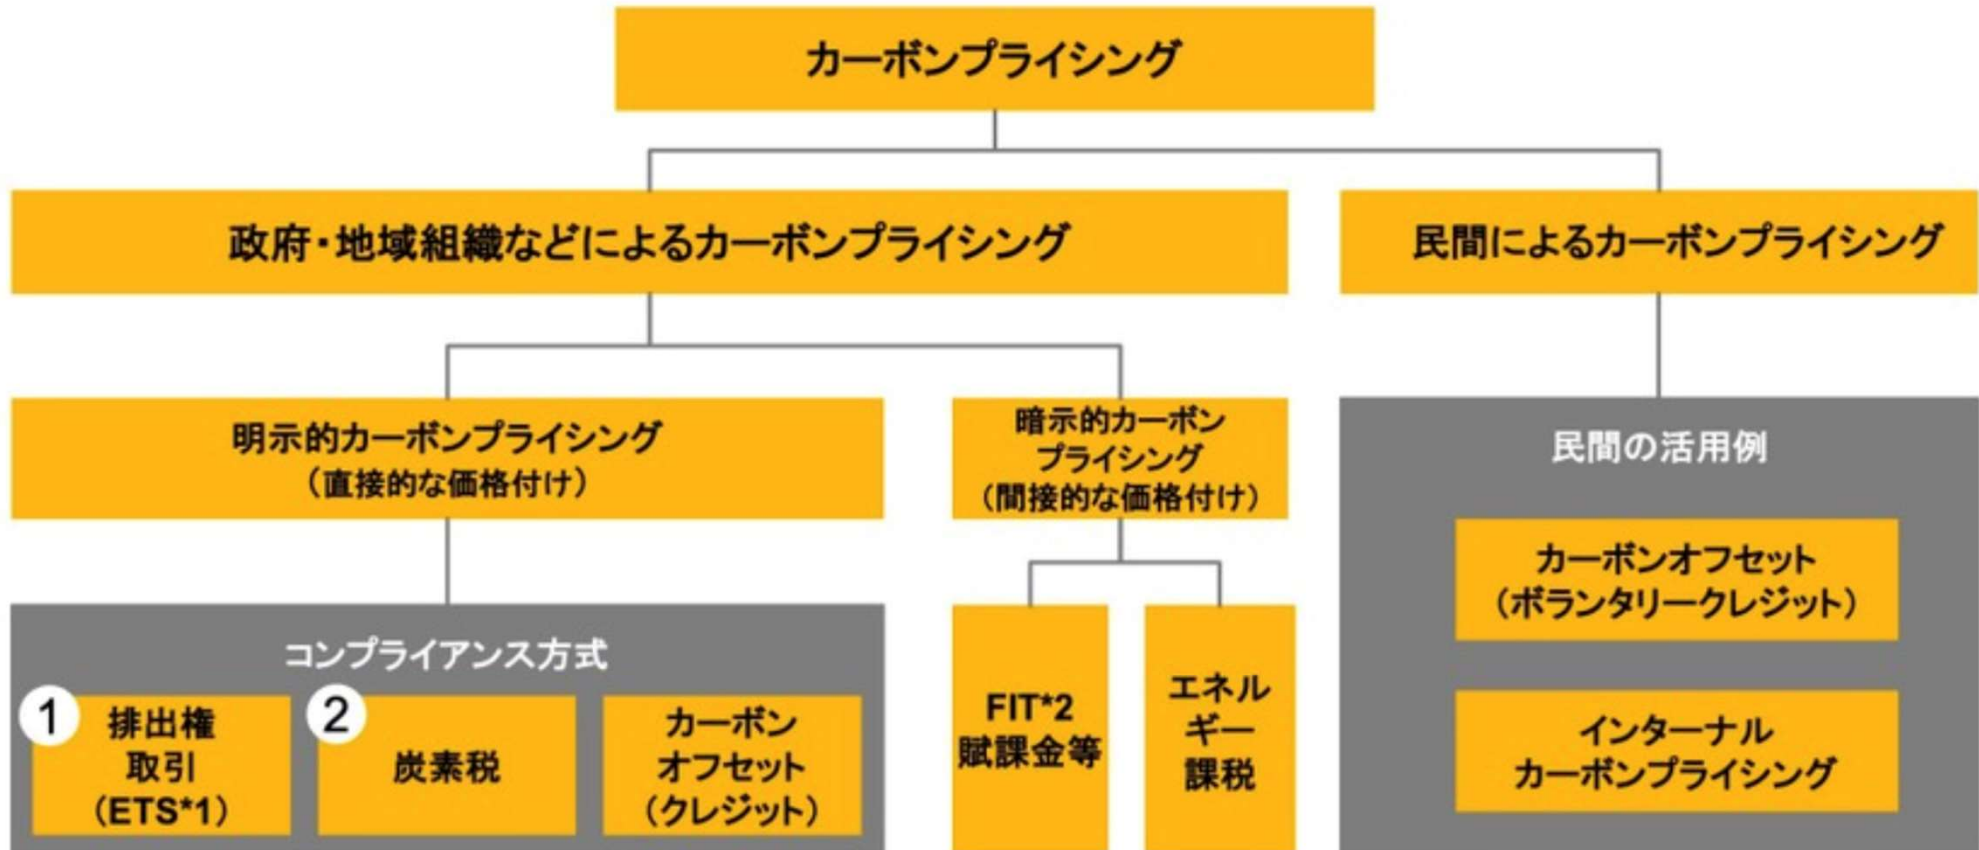 カーボンプライシング
政府・地域組織などによるカーボンプライシング
民間によるカーボンプライシング
明示的カーボンプライシング
（直接的な価格付け）
暗示的カーボン
プライシング
（間接的な価格付け）
民間の活用例
カーボンオフセット
（ボランタリークレジット）
インターナル
カーボンプライシング
コンプライアンス方式
1
排出権
取引
（ETS*1）
2
炭素税
カーボン
オフセット
（クレジット）
FIT*2
賦課金等
エネル
ギー
課税